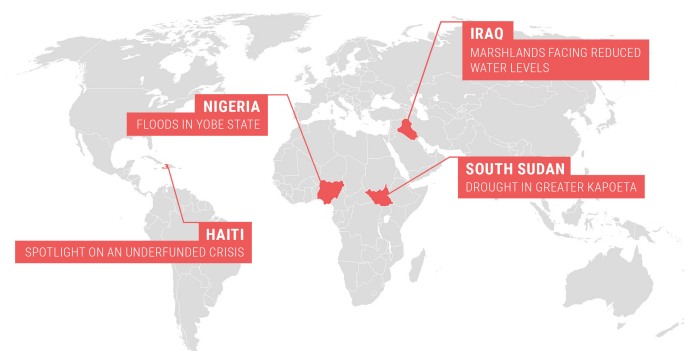 IRAQ
MARSHLANDS FACING REDUCED
WATER LEVELS
NIGERIA
FLOODS IN YOBE STATE
SOUTH SUDAN
DROUGHT IN GREATER KAPOETA
HAITI
SPOTLIGHT ON AN UNDERFUNDED CRISIS